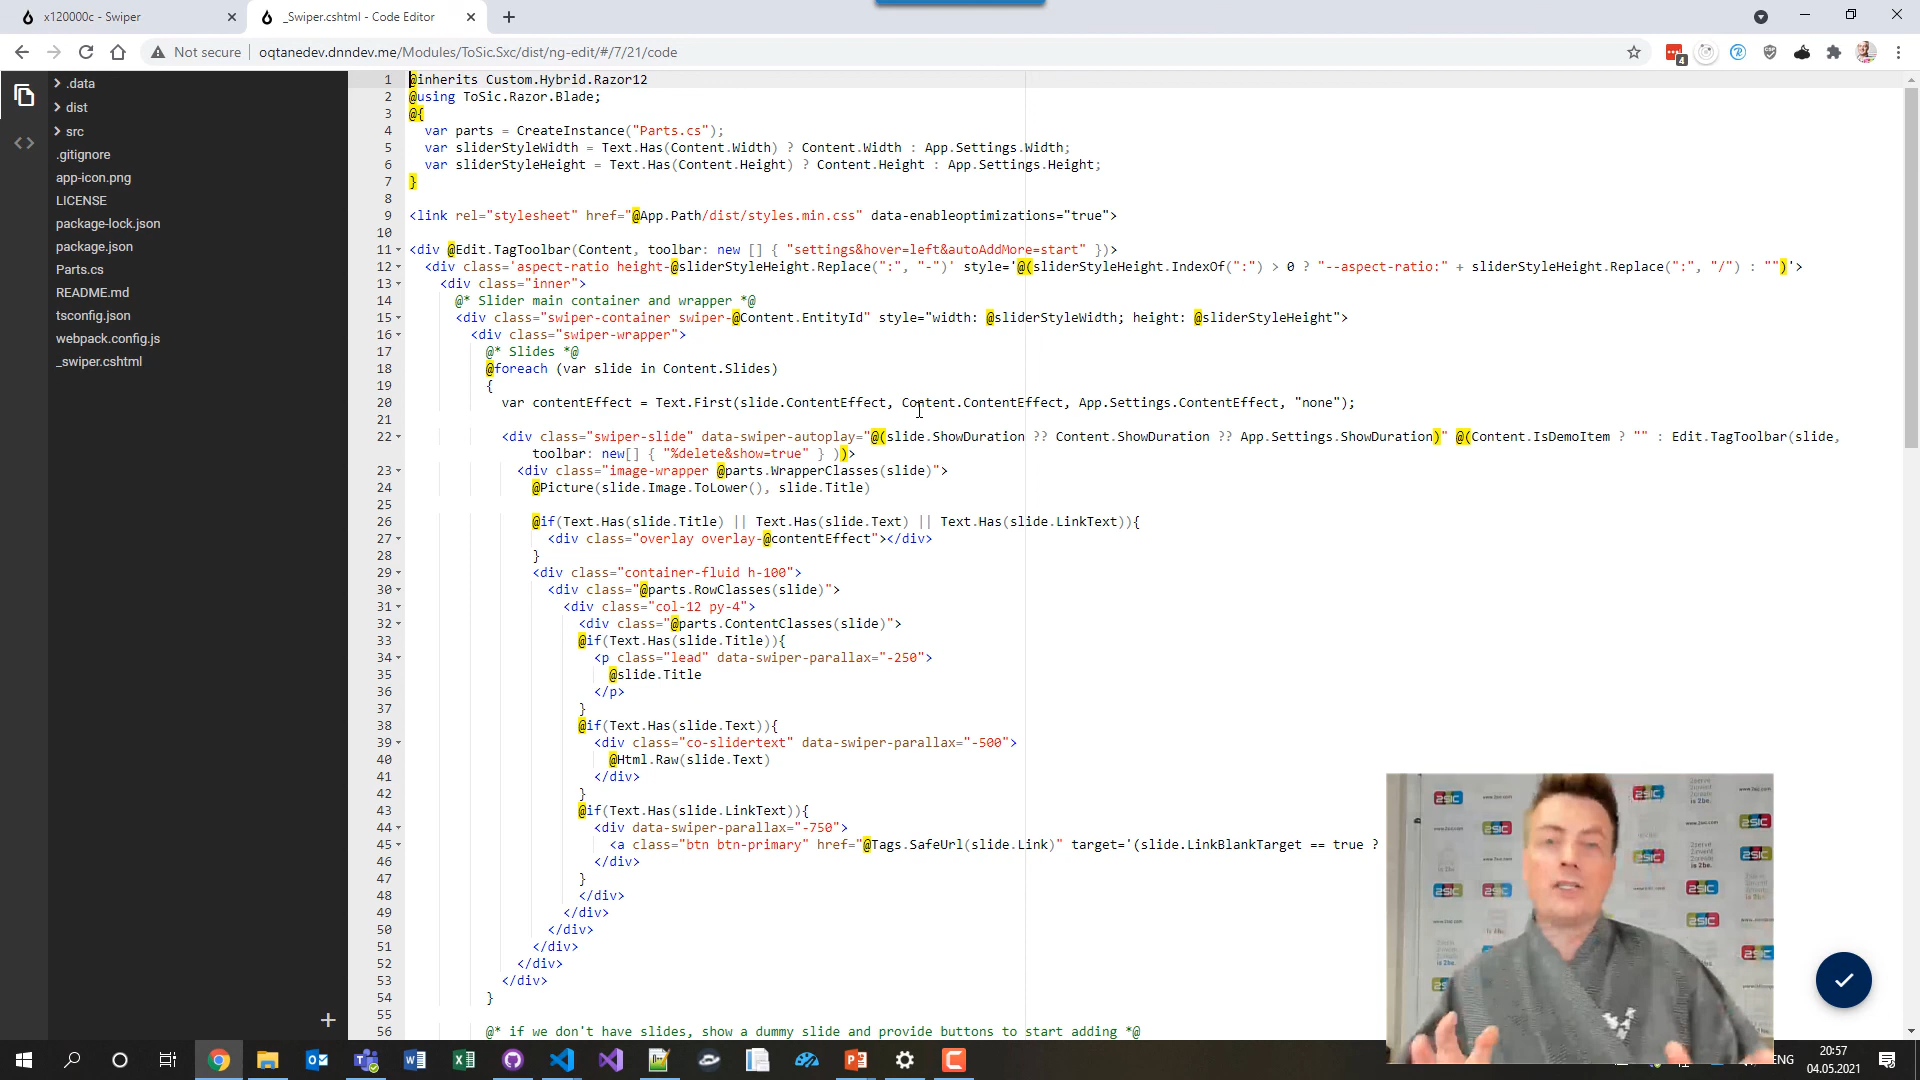 x120000c - Swiper
_Swiper.cshtml - Code Editor
Not secure
oqtanedev.dnndev.me/Modules/ToSic.Sxc/dist/ng-edit/#/7/21/code
4
CSP
.data
dist
src
.gitignore
app-icon.png
LICENSE
package-lock.json
package.json
Parts.cs
README.md
tsconfig.json
webpack.config.js
_swiper.cshtml
1 @inherits Custom.Hybrid.Razor12
2 @using ToSic.Razor.Blade;
3 @{
4 var parts = CreateInstance("Parts.cs");
5 var sliderStyleWidth = Text.Has(Content.Width) ? Content.Width : App.Settings.Width;
6 var sliderStyleHeight = Text.Has(Content.Height) ? Content.Height : App.Settings.Height;
7 }
8
9 <link rel="stylesheet" href="@App.Path/dist/styles.min.css" data-enableoptimizations="true">
10
11 <div @Edit.TagToolbar(Content, toolbar: new [] { "settings&hover=left&autoAddMore=start" })>
12 <div class='aspect-ratio height-@sliderStyleHeight.Replace(":", "-")' style='@(sliderStyleHeight.IndexOf(":") > 0 ? "--aspect-ratio:" + sliderStyleHeight.Replace(":", "/") : "")'>
13 <div class="inner">
14 @* Slider main container and wrapper *@
15 <div class="swiper-container swiper-@Content.EntityId" style="width: @sliderStyleWidth; height: @sliderStyleHeight">
16 <div class="swiper-wrapper">
17 @* Slides *@
18 @foreach (var slide in Content.Slides)
19 {
20 var contentEffect = Text.First(slide.ContentEffect, Content.ContentEffect, App.Settings.ContentEffect, "none");
21
22 <div class="swiper-slide" data-swiper-autoplay="@(slide.ShowDuration ?? Content.ShowDuration ?? App.Settings.ShowDuration)" @(Content.IsDemoItem ? "" : Edit.TagToolbar(slide,
toolbar: new[] { "%delete&show=true" } ))>
23 <div class="image-wrapper @parts.WrapperClasses(slide)">
24 @Picture(slide.Image.ToLower(), slide.Title)
25
26 @if(Text.Has(slide.Title) || Text.Has(slide.Text) || Text.Has(slide.LinkText)){
27 <div class="overlay overlay-@contentEffect"></div>
28 }
29 <div class="container-fluid h-100">
30 <div class="@parts.RowClasses(slide)">
31 <div class="col-12 py-4">
32 <div class="@parts.ContentClasses(slide)">
33 @if(Text.Has(slide.Title)){
34 <p class="lead" data-swiper-parallax="-250">
35 @slide.Title
36 </p>
37 }
38 @if(Text.Has(slide.Text)){
39 <div class="co-slidertext" data-swiper-parallax="-500">
40 @Html.Raw(slide.Text)
41 </div>
42 }
43 @if(Text.Has(slide.LinkText)){
44 <div data-swiper-parallax="-750">
45 <a class="btn btn-primary" href="@Tags.SafeUrl(slide.Link)" target='(slide.LinkBlankTarget == true ?
46 </div>
47 }
48 </div>
49 </div>
50 </div>
51 </div>
52 </div>
53 </div>
54 }
55
56 @* if we don't have slides, show a dummy slide and provide buttons to start adding *@
2SIC
www.2sic.com
ENG
20:57
04.05.2021